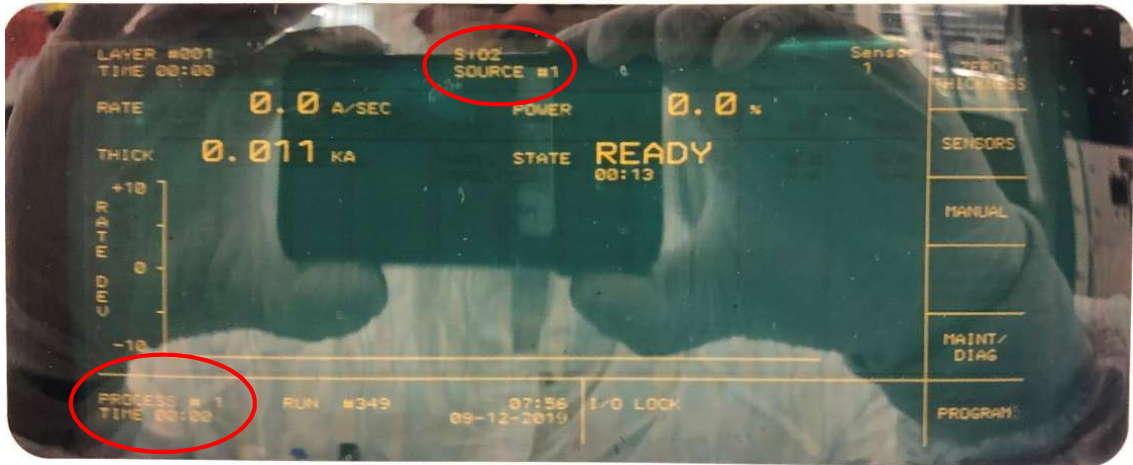 LAYER #001
TIME 00:00
SiO2
SOURCE #1
Sensor
1
ZERO
THICKNESS
RATE 0.0 A/SEC POWER 0.0 %
THICK 0.011 KA STATE READY
00:13
SENSORS
MANUAL
+10
RATE DEV
0
-10
MAINT/
DIAG
PROCESS # 1
TIME 00:00
RUN #349
07:56
09-12-2019
I/O LOCK
PROGRAM